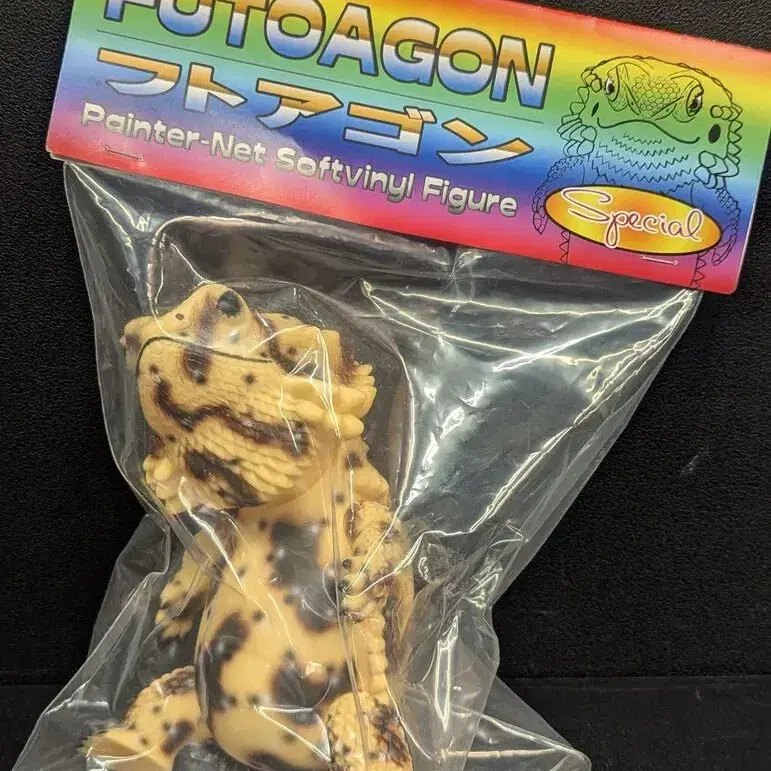 FUTOAGON
フトアゴン
Painter-Net Softvinyl Figure
Special